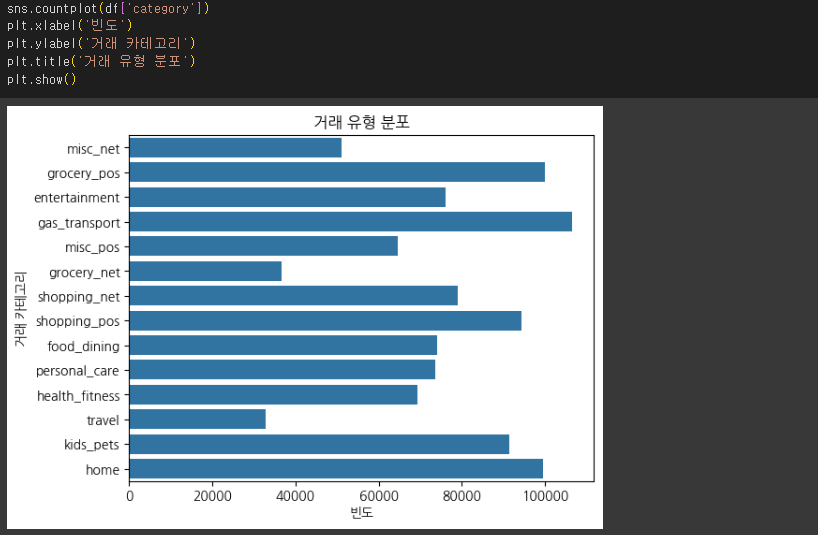 sns.countplot(df['category'])
plt.xlabel('빈도')
plt.ylabel('거래 카테고리')
plt.title('거래 유형 분포')
plt.show()
거래 유형 분포
거래 카테고리
misc_net
grocery_pos
entertainment
gas_transport
misc_pos
grocery_net
shopping_net
shopping_pos
food_dining
personal_care
health_fitness
travel
kids_pets
home
0 20000 40000 60000 80000 100000
빈도